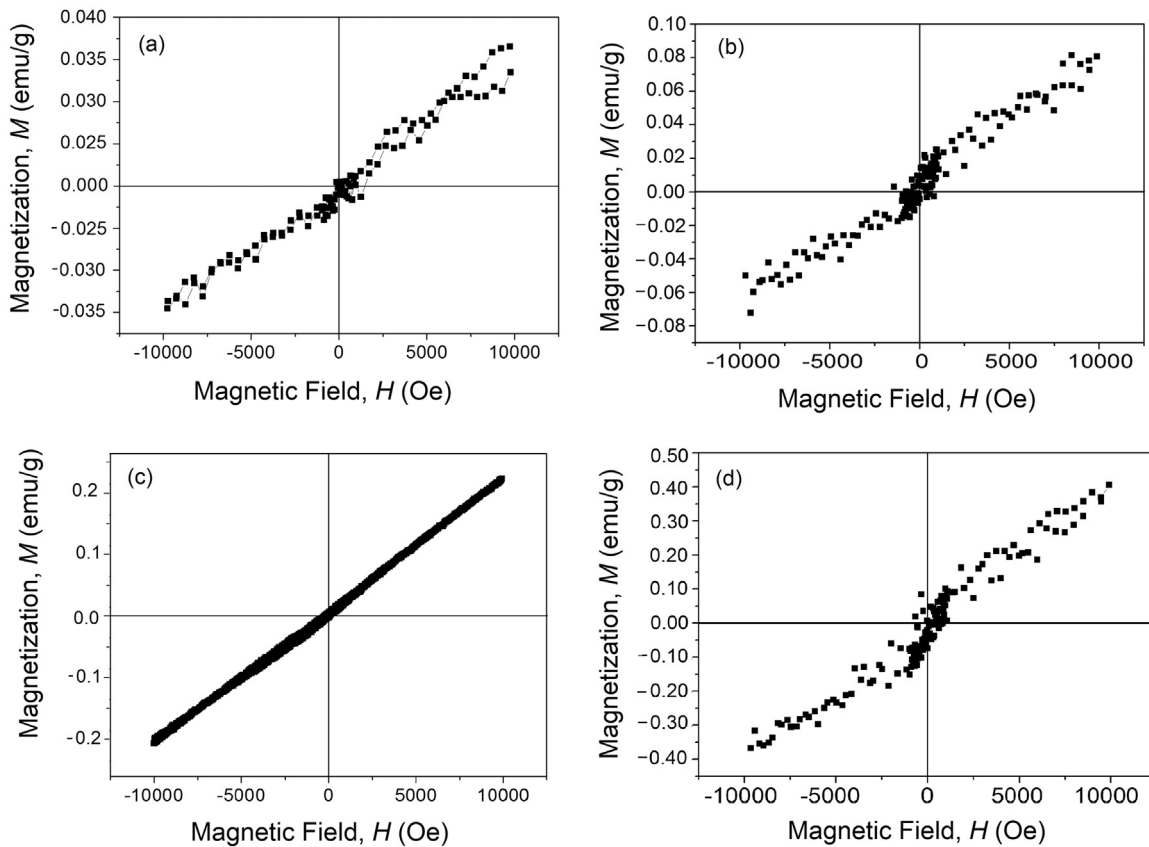 (a)
Magnetization, M (emu/g)
0.040
0.035
0.030
0.025
0.000
-0.025
-0.030
-0.035
-10000 -5000 0 5000 10000
Magnetic Field, H (Oe)
(b)
Magnetization, M (emu/g)
0.10
0.08
0.06
0.04
0.02
0.00
−0.02
−0.04
−0.06
−0.08
-10000 -5000 0 5000 10000
Magnetic Field, H (Oe)
(c)
Magnetization, M (emu/g)
0.2
0.1
0.0
-0.1
-0.2
-10000 -5000 0 5000 10000
Magnetic Field, H (Oe)
(d)
Magnetization, M (emu/g)
0.50
0.40
0.30
0.20
0.10
0.00
−0.10
−0.20
−0.30
−0.40
-10000 -5000 0 5000 10000
Magnetic Field, H (Oe)